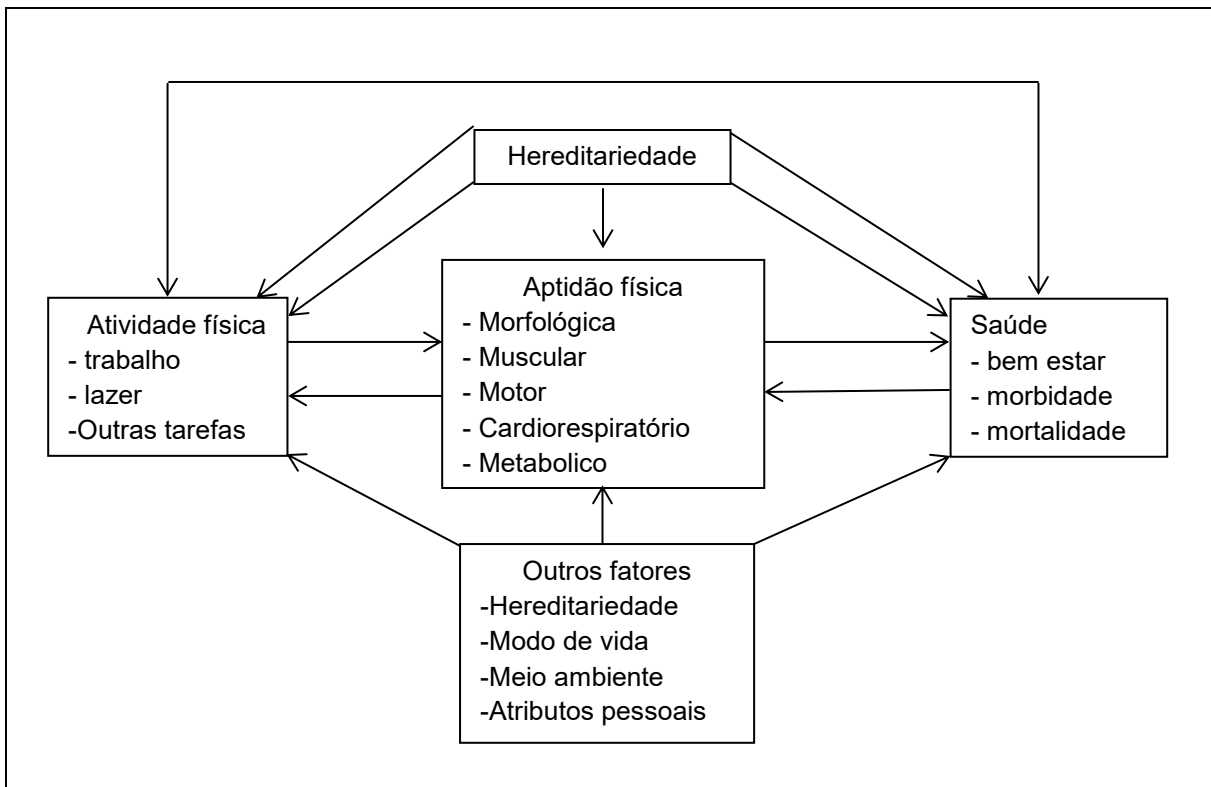 Hereditariedade
Atividade física
- trabalho
- lazer
-Outras tarefas
Aptidão física
- Morfológica
- Muscular
- Motor
- Cardiorespiratório
- Metabolico
Saúde
- bem estar
- morbidade
- mortalidade
Outros fatores
-Hereditariedade
-Modo de vida
-Meio ambiente
-Atributos pessoais